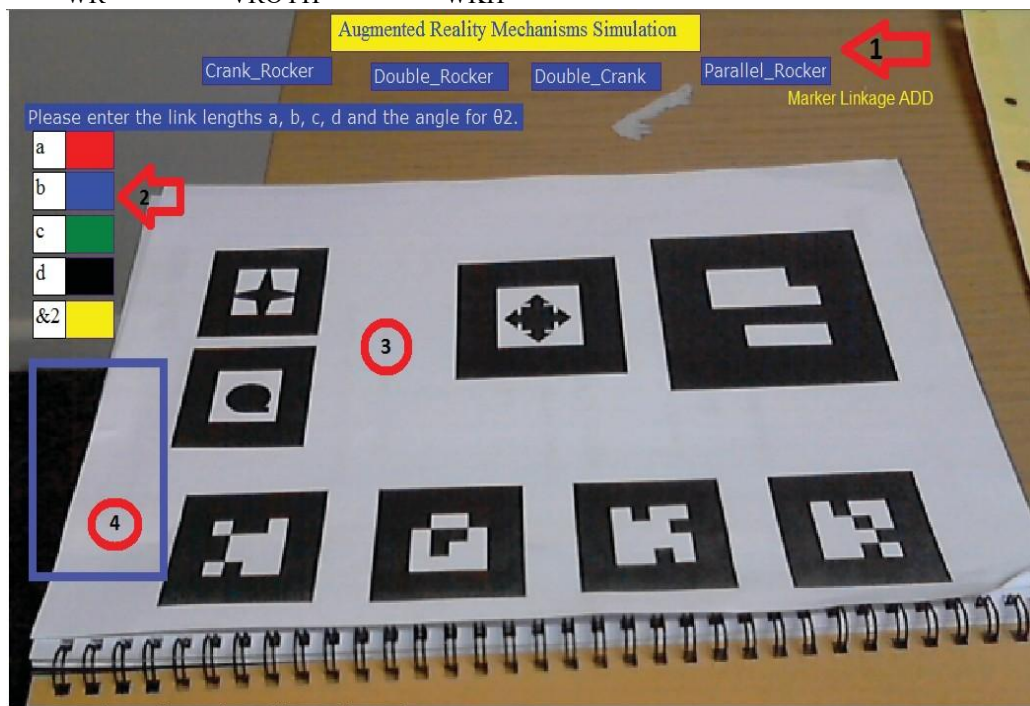 Augmented Reality Mechanisms Simulation
1
Crank_Rocker Double_Rocker Double_Crank Parallel_Rocker
Marker Linkage ADD
Please enter the link lengths a, b, c, d and the angle for θ2.
a
b
2
c
d
&2
3
4